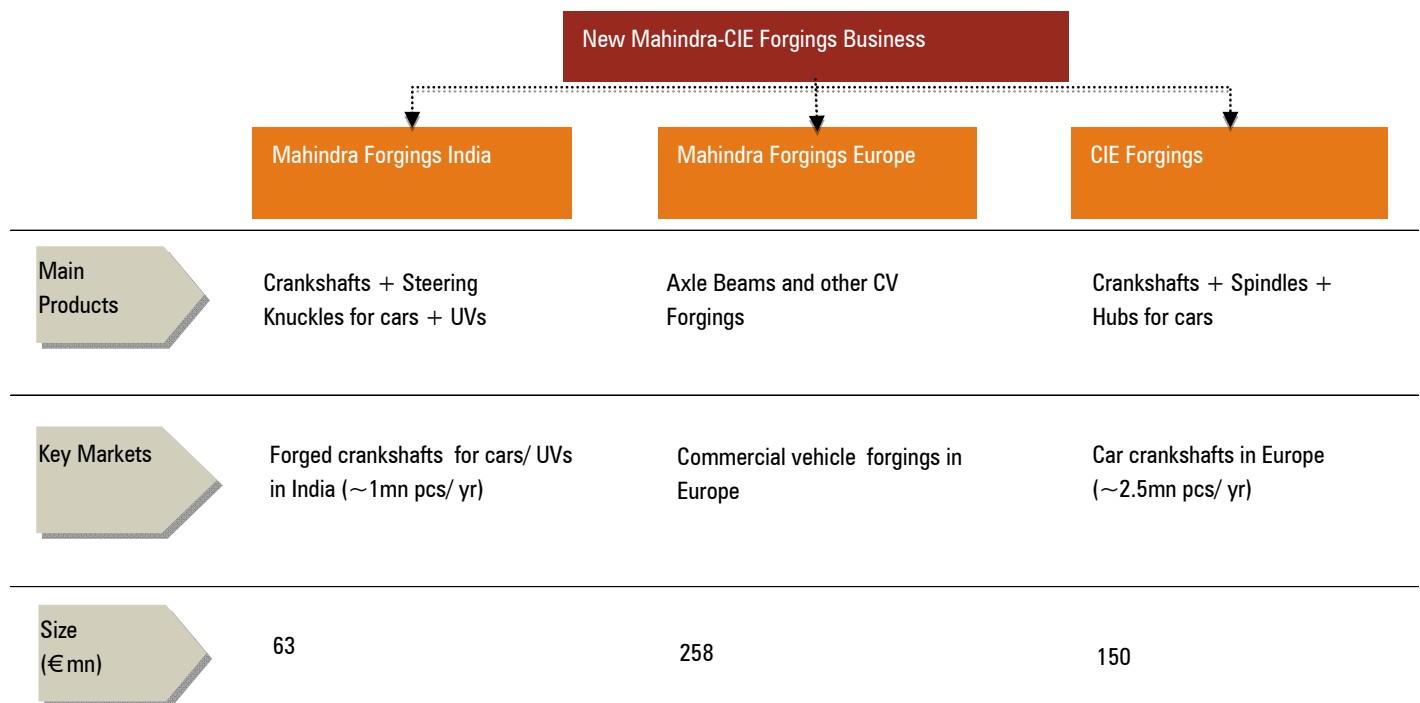 New Mahindra-CIE Forgings Business
Mahindra Forgings India
Mahindra Forgings Europe
CIE Forgings
Main
Products
Crankshafts + Steering
Knuckles for cars + UVs
Axle Beams and other CV
Forgings
Crankshafts + Spindles +
Hubs for cars
Key Markets
Forged crankshafts for cars/ UVs
in India (~1mn pcs/ yr)
Commercial vehicle forgings in
Europe
Car crankshafts in Europe
(~2.5mn pcs/ yr)
Size
(€ mn)
63
258
150